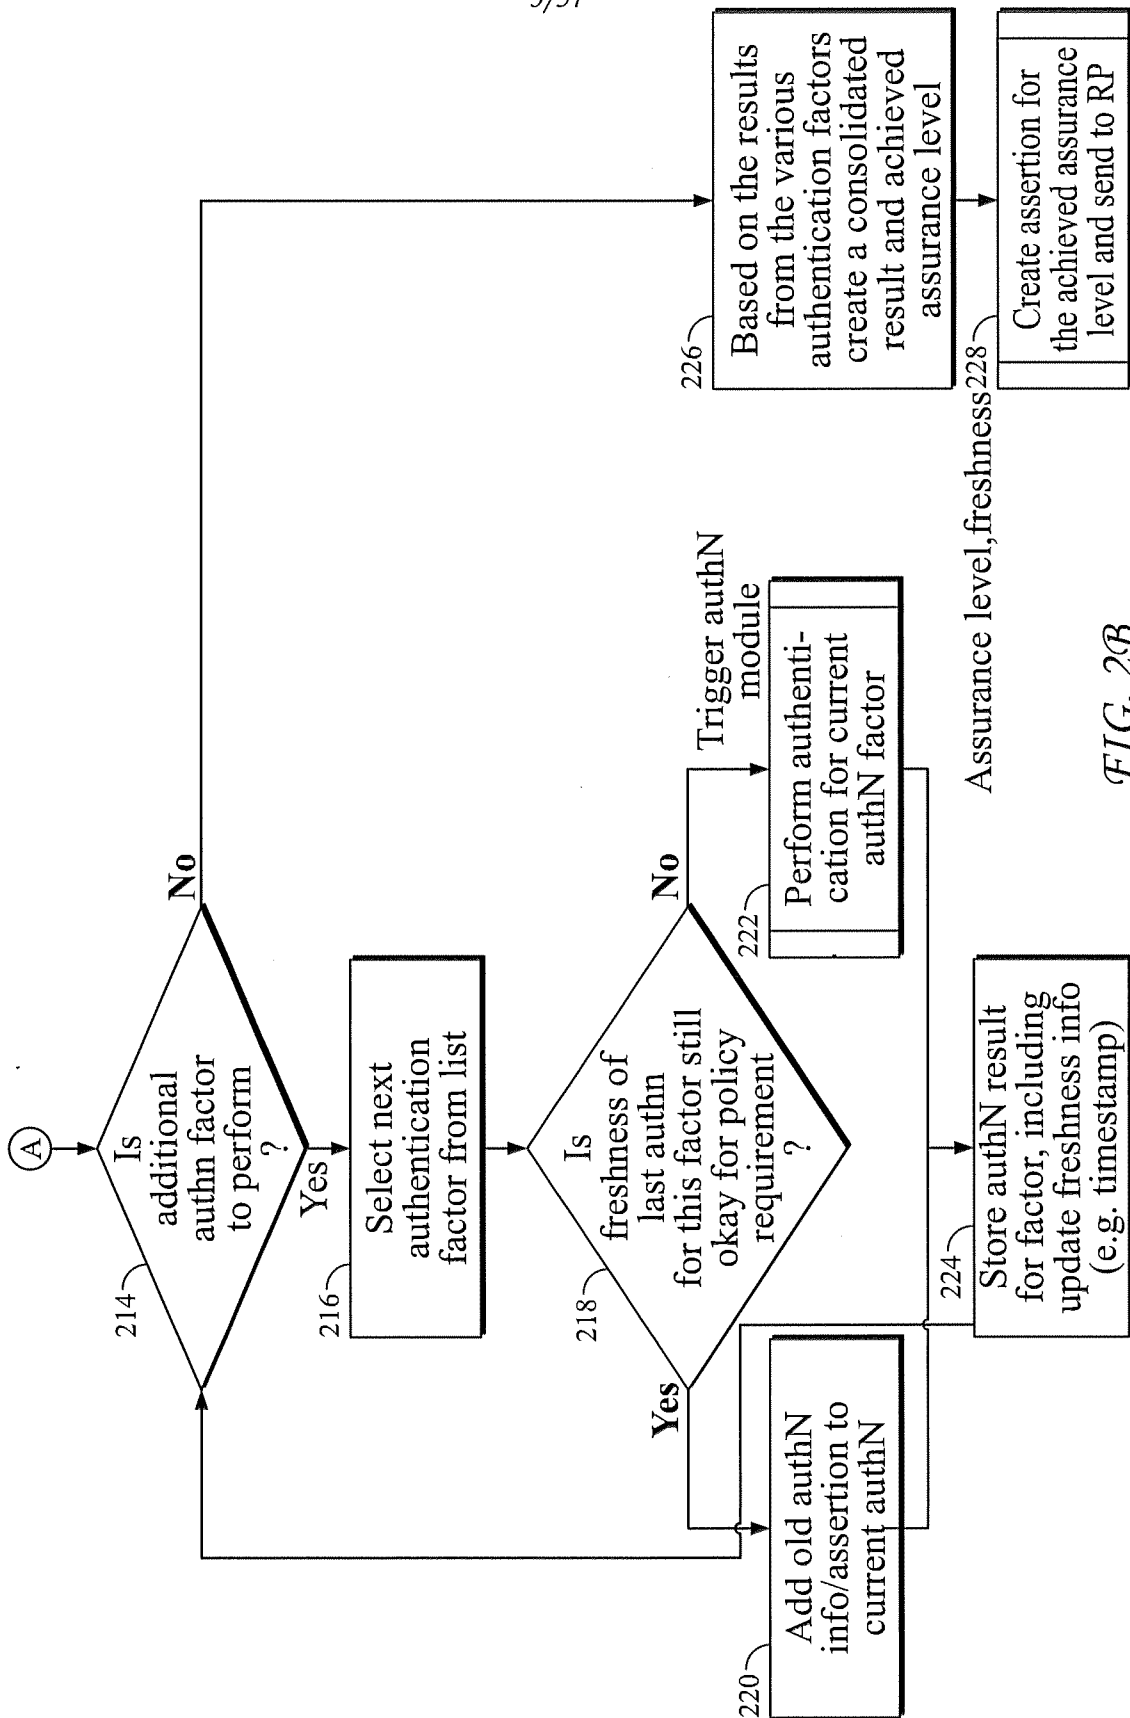 A
Is
additional
authn factor
to perform
?
214
No
Yes
216
Select next
authentication
factor from list
218
Is
freshness of
last authn
for this factor still
okay for policy
requirement
?
Yes
No
220
Add old authN
info/assertion to
current authN
Trigger authN
module
222
Perform authenti-
cation for current
authN factor
224
Store authN result
for factor, including
update freshness info
(e.g. timestamp)
226
Based on the results
from the various
authentication factors
create a consolidated
result and achieved
assurance level
Assurance level,freshness
228
Create assertion for
the achieved assurance
level and send to RP
FIG. 2B